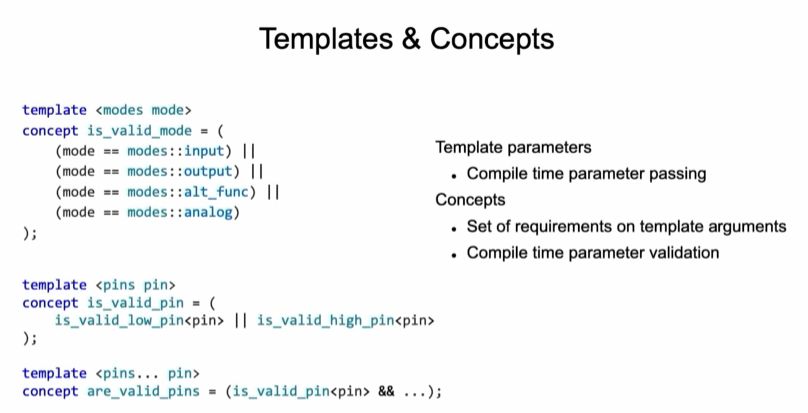 Templates & Concepts
template <modes mode>
concept is_valid_mode = (
    (mode == modes::input) ||
    (mode == modes::output) ||
    (mode == modes::alt_func) ||
    (mode == modes::analog)
);
template <pins pin>
concept is_valid_pin = (
    is_valid_low_pin<pin> || is_valid_high_pin<pin>
);
template <pins... pin>
concept are_valid_pins = (is_valid_pin<pin> && ...);
Template parameters
• Compile time parameter passing
Concepts
• Set of requirements on template arguments
• Compile time parameter validation